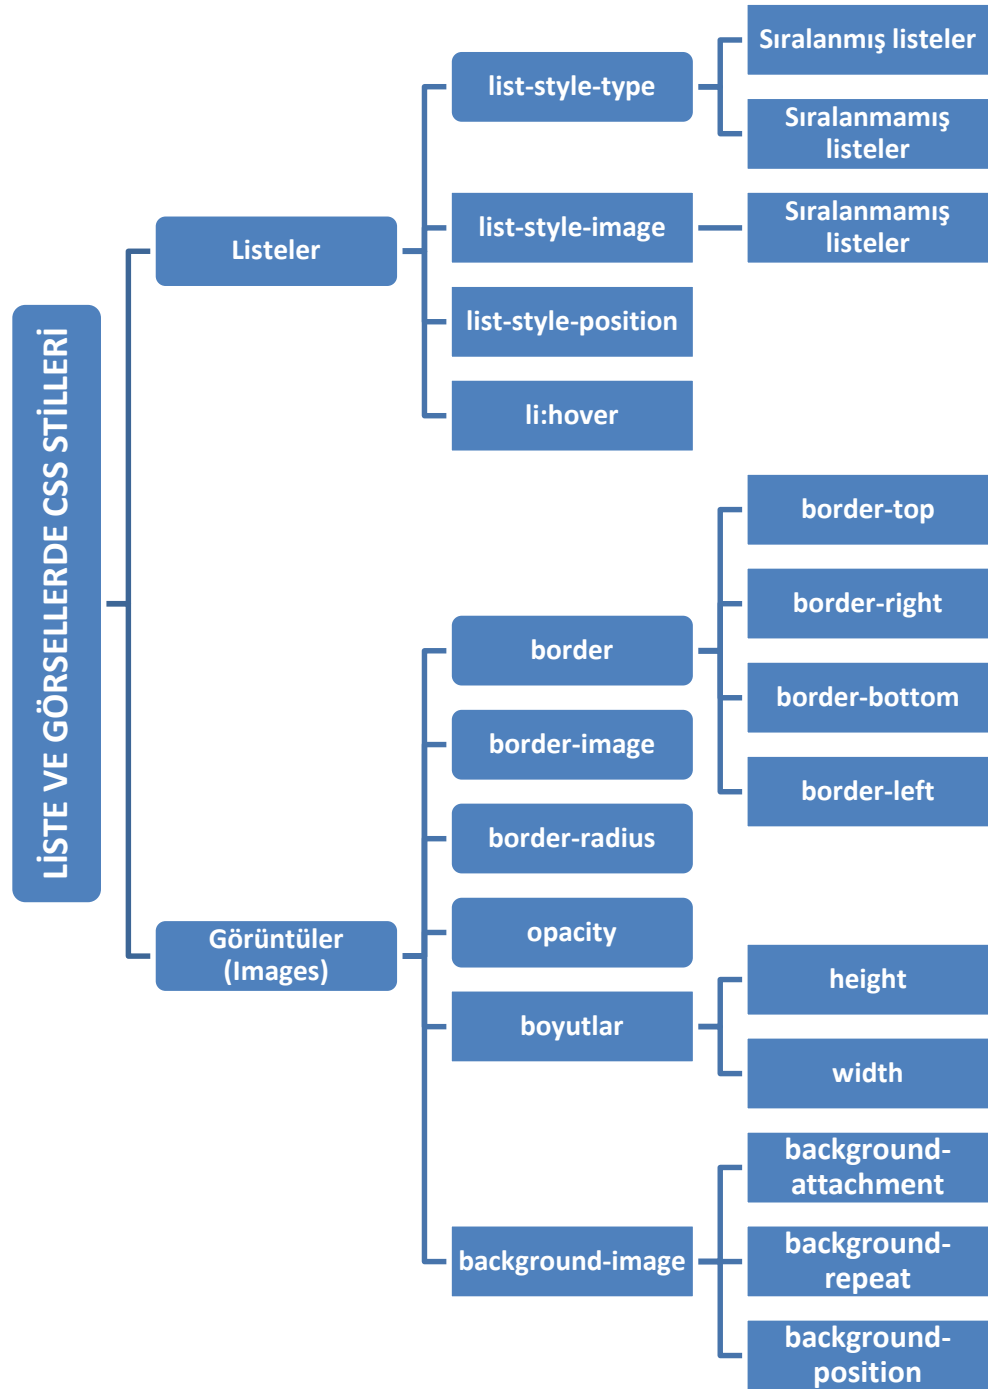 LİSTE VE GÖRSELLERDE CSS STİLLERİ
Listeler
list-style-type
Sıralanmış listeler
Sıralanmamış
listeler
list-style-image
Sıralanmamış
listeler
list-style-position
li:hover
Görüntüler
(Images)
border
border-top
border-right
border-bottom
border-left
border-image
border-radius
opacity
boyutlar
height
width
background-image
background-
attachment
background-
repeat
background-
position